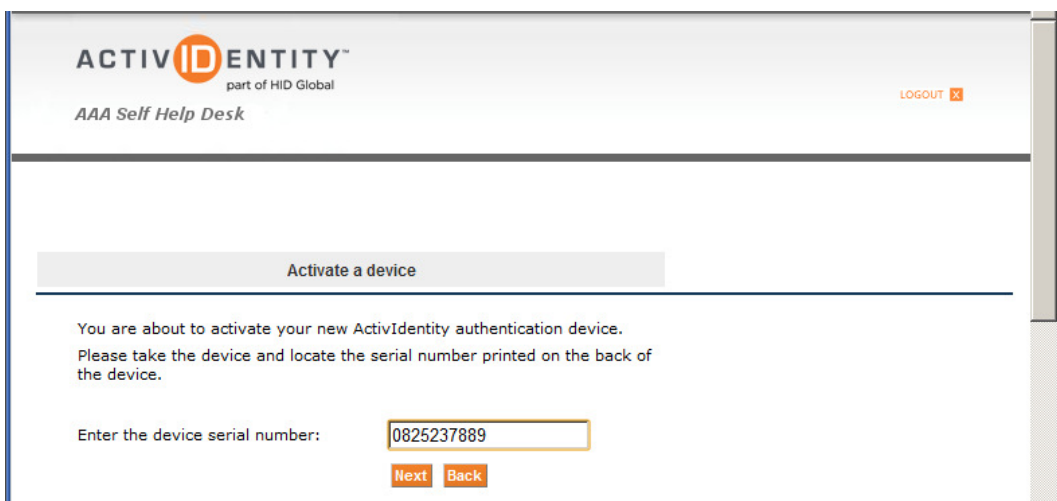 ACTIVIDENTITY™
part of HID Global
AAA Self Help Desk
LOGOUT X
Activate a device
You are about to activate your new ActivIdentity authentication device.
Please take the device and locate the serial number printed on the back of
the device.
Enter the device serial number: 0825237889
Next Back